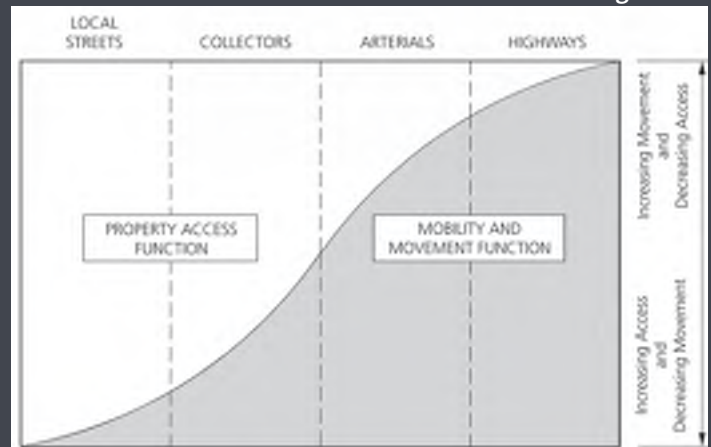 LOCAL
STREETS
COLLECTORS
ARTERIALS
HIGHWAYS
PROPERTY ACCESS
FUNCTION
MOBILITY AND
MOVEMENT FUNCTION
Increasing Movement
and
Decreasing Access
Increasing Access
and
Decreasing Movement